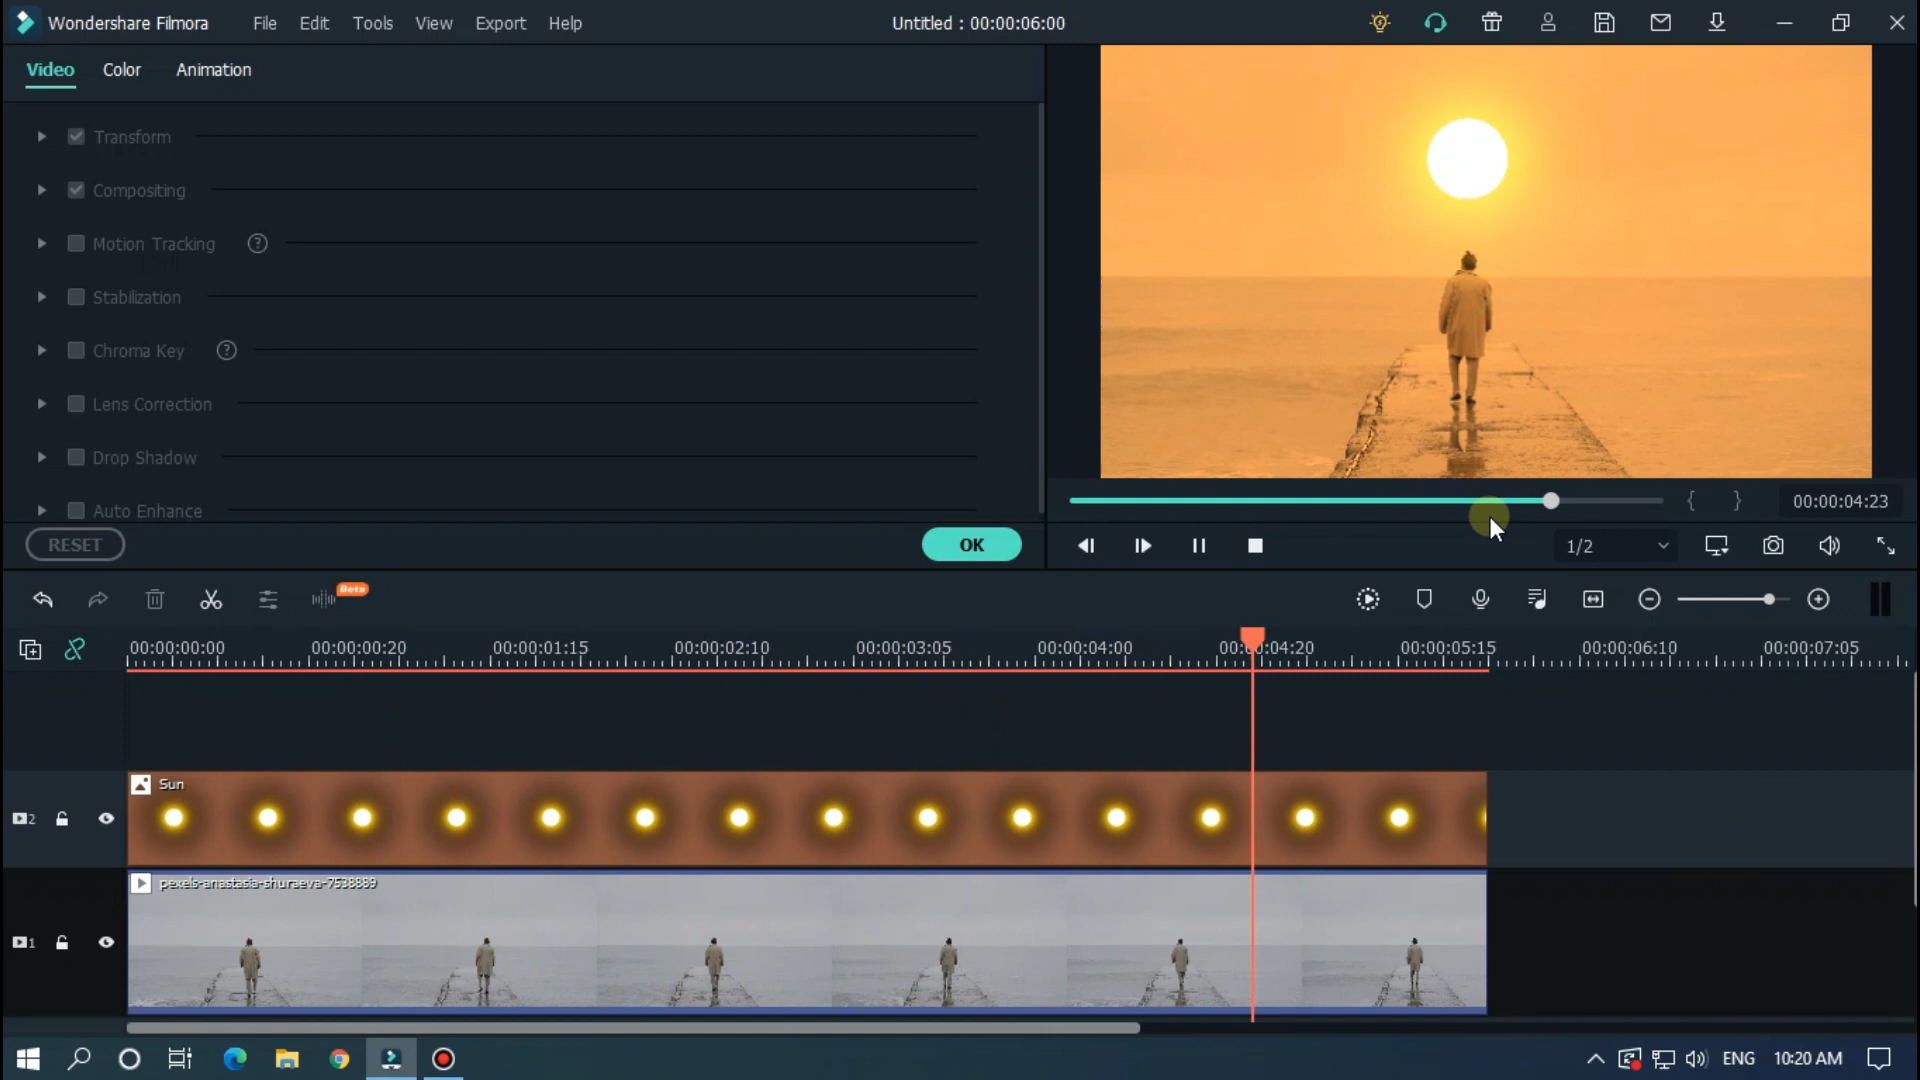 Wondershare Filmora File Edit Tools View Export Help Untitled : 00:00:06:00
Video Color Animation
Transform
Compositing
Motion Tracking ?
Stabilization
Chroma Key ?
Lens Correction
Drop Shadow
Auto Enhance
RESET OK
{ } 00:00:04:23
1/2
Beta
00:00:00:00 00:00:00:20 00:00:01:15 00:00:02:10 00:00:03:05 00:00:04:00 00:00:04:20 00:00:05:15 00:00:06:10 00:00:07:05
Sun
2
pexels-anastasia-shuraeva-7538889
1
ENG 10:20 AM